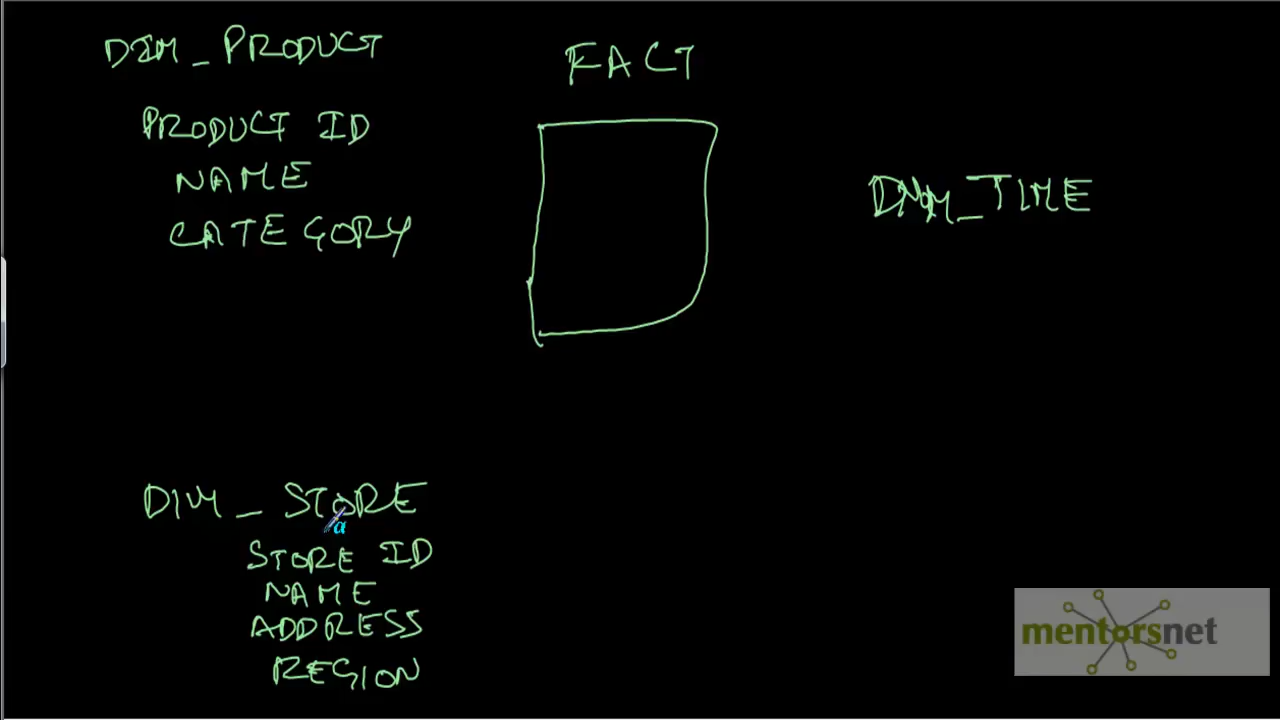 DIM_PRODUCT
PRODUCT ID
NAME
CATEGORY
FACT
DIM_TIME
DIM_STORE
STORE ID
NAME
ADDRESS
REGION
mentorsnet